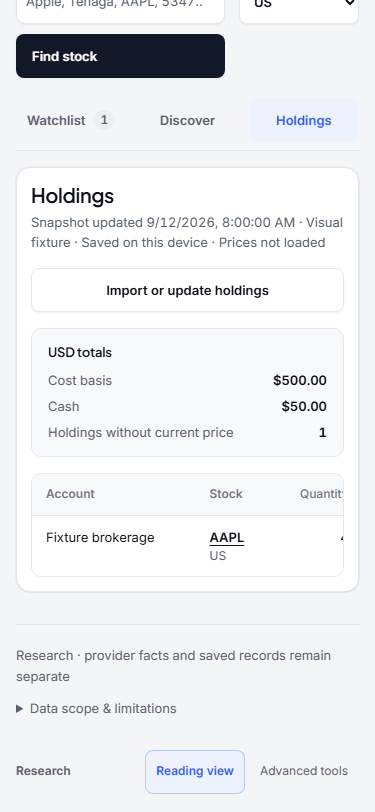 Apple, Tenaga, AAPL, 5347..
US
Find stock
Watchlist 1 Discover Holdings
Holdings
Snapshot updated 9/12/2026, 8:00:00 AM · Visual
fixture · Saved on this device · Prices not loaded
Import or update holdings
USD totals
Cost basis $500.00
Cash $50.00
Holdings without current price 1
Account Stock
Fixture brokerage AAPL
US
Research · provider facts and saved records remain
separate
Data scope & limitations
Research Reading view Advanced tools